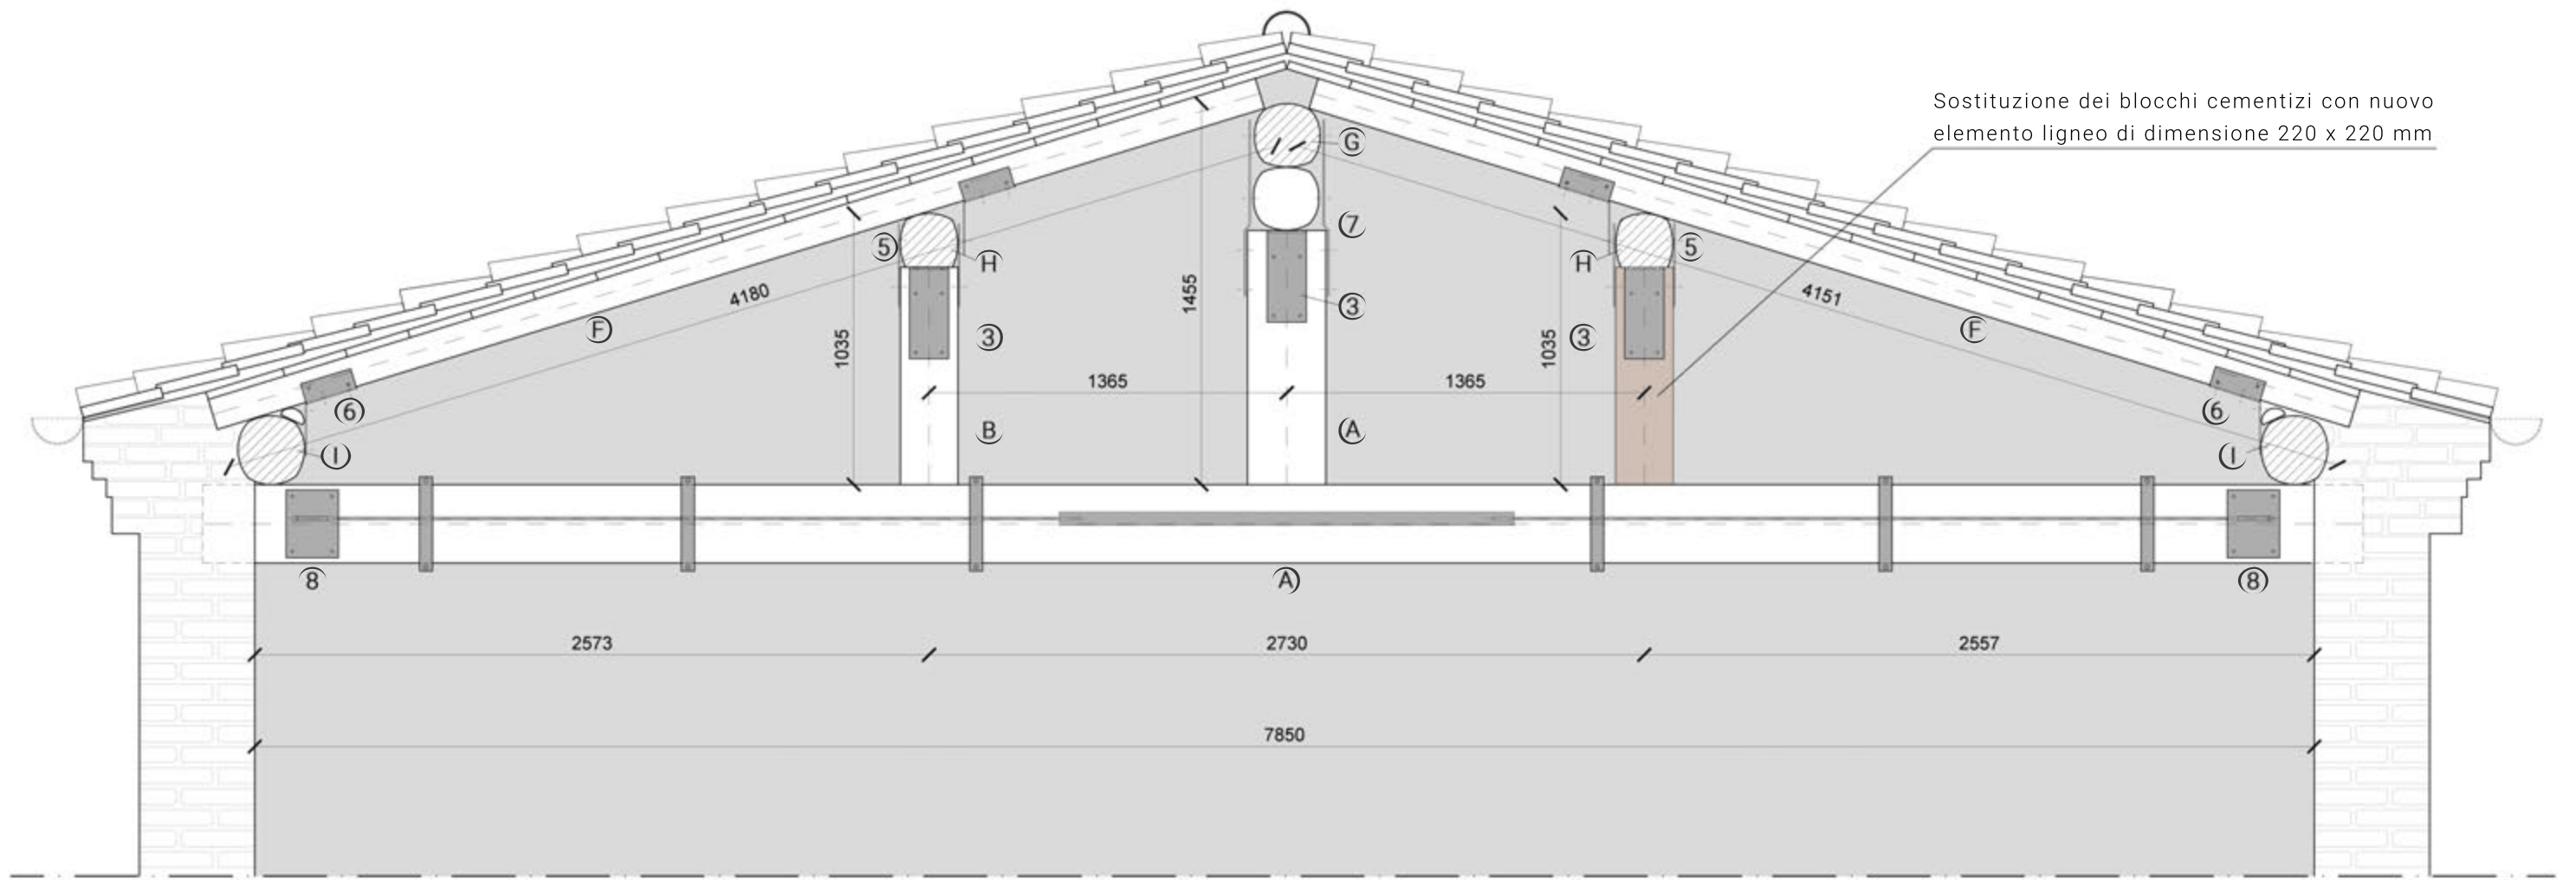 Sostituzione dei blocchi cementizi con nuovo
elemento ligneo di dimensione 220 x 220 mm
G
7
5
H
H
5
3
4180
1455
4151
F
F
1035
3
1035
3
1365
1365
6
6
B
A
I
I
8
A
8
2573
2730
2557
7850